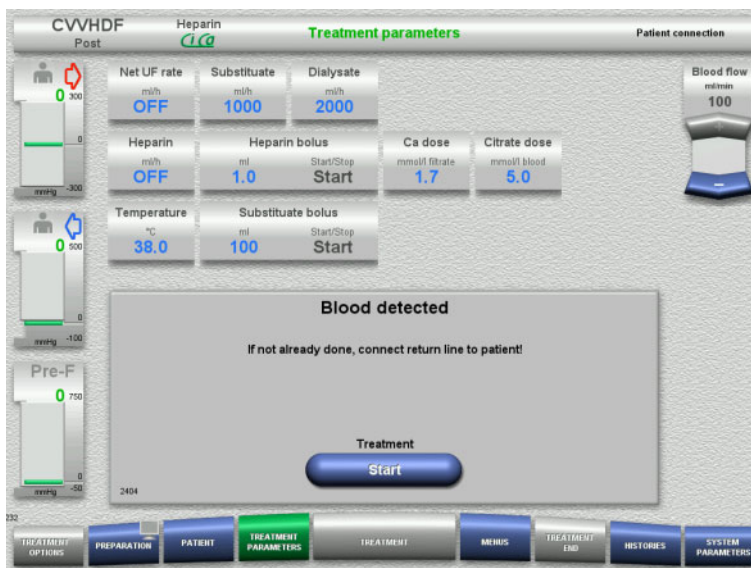 CVVHDF
Post
Heparin
CiCa
Treatment parameters
Patient connection
0
300
0
mmHg -300
Net UF rate
ml/h
OFF
Substituate
ml/h
1000
Dialysate
ml/h
2000
Blood flow
ml/min
100
+
−
Heparin
ml/h
OFF
Heparin bolus
ml Start/Stop
1.0 Start
Ca dose
mmol/l filtrate
1.7
Citrate dose
mmol/l blood
5.0
0
500
0
mmHg -100
Temperature
°C
38.0
Substituate bolus
ml Start/Stop
100 Start
Blood detected
If not already done, connect return line to patient!
Treatment
Start
2404
Pre-F
0
750
0
mmHg -50
232
TREATMENT
OPTIONS
PREPARATION
PATIENT
TREATMENT
PARAMETERS
TREATMENT
MENUS
TREATMENT
END
HISTORIES
SYSTEM
PARAMETERS